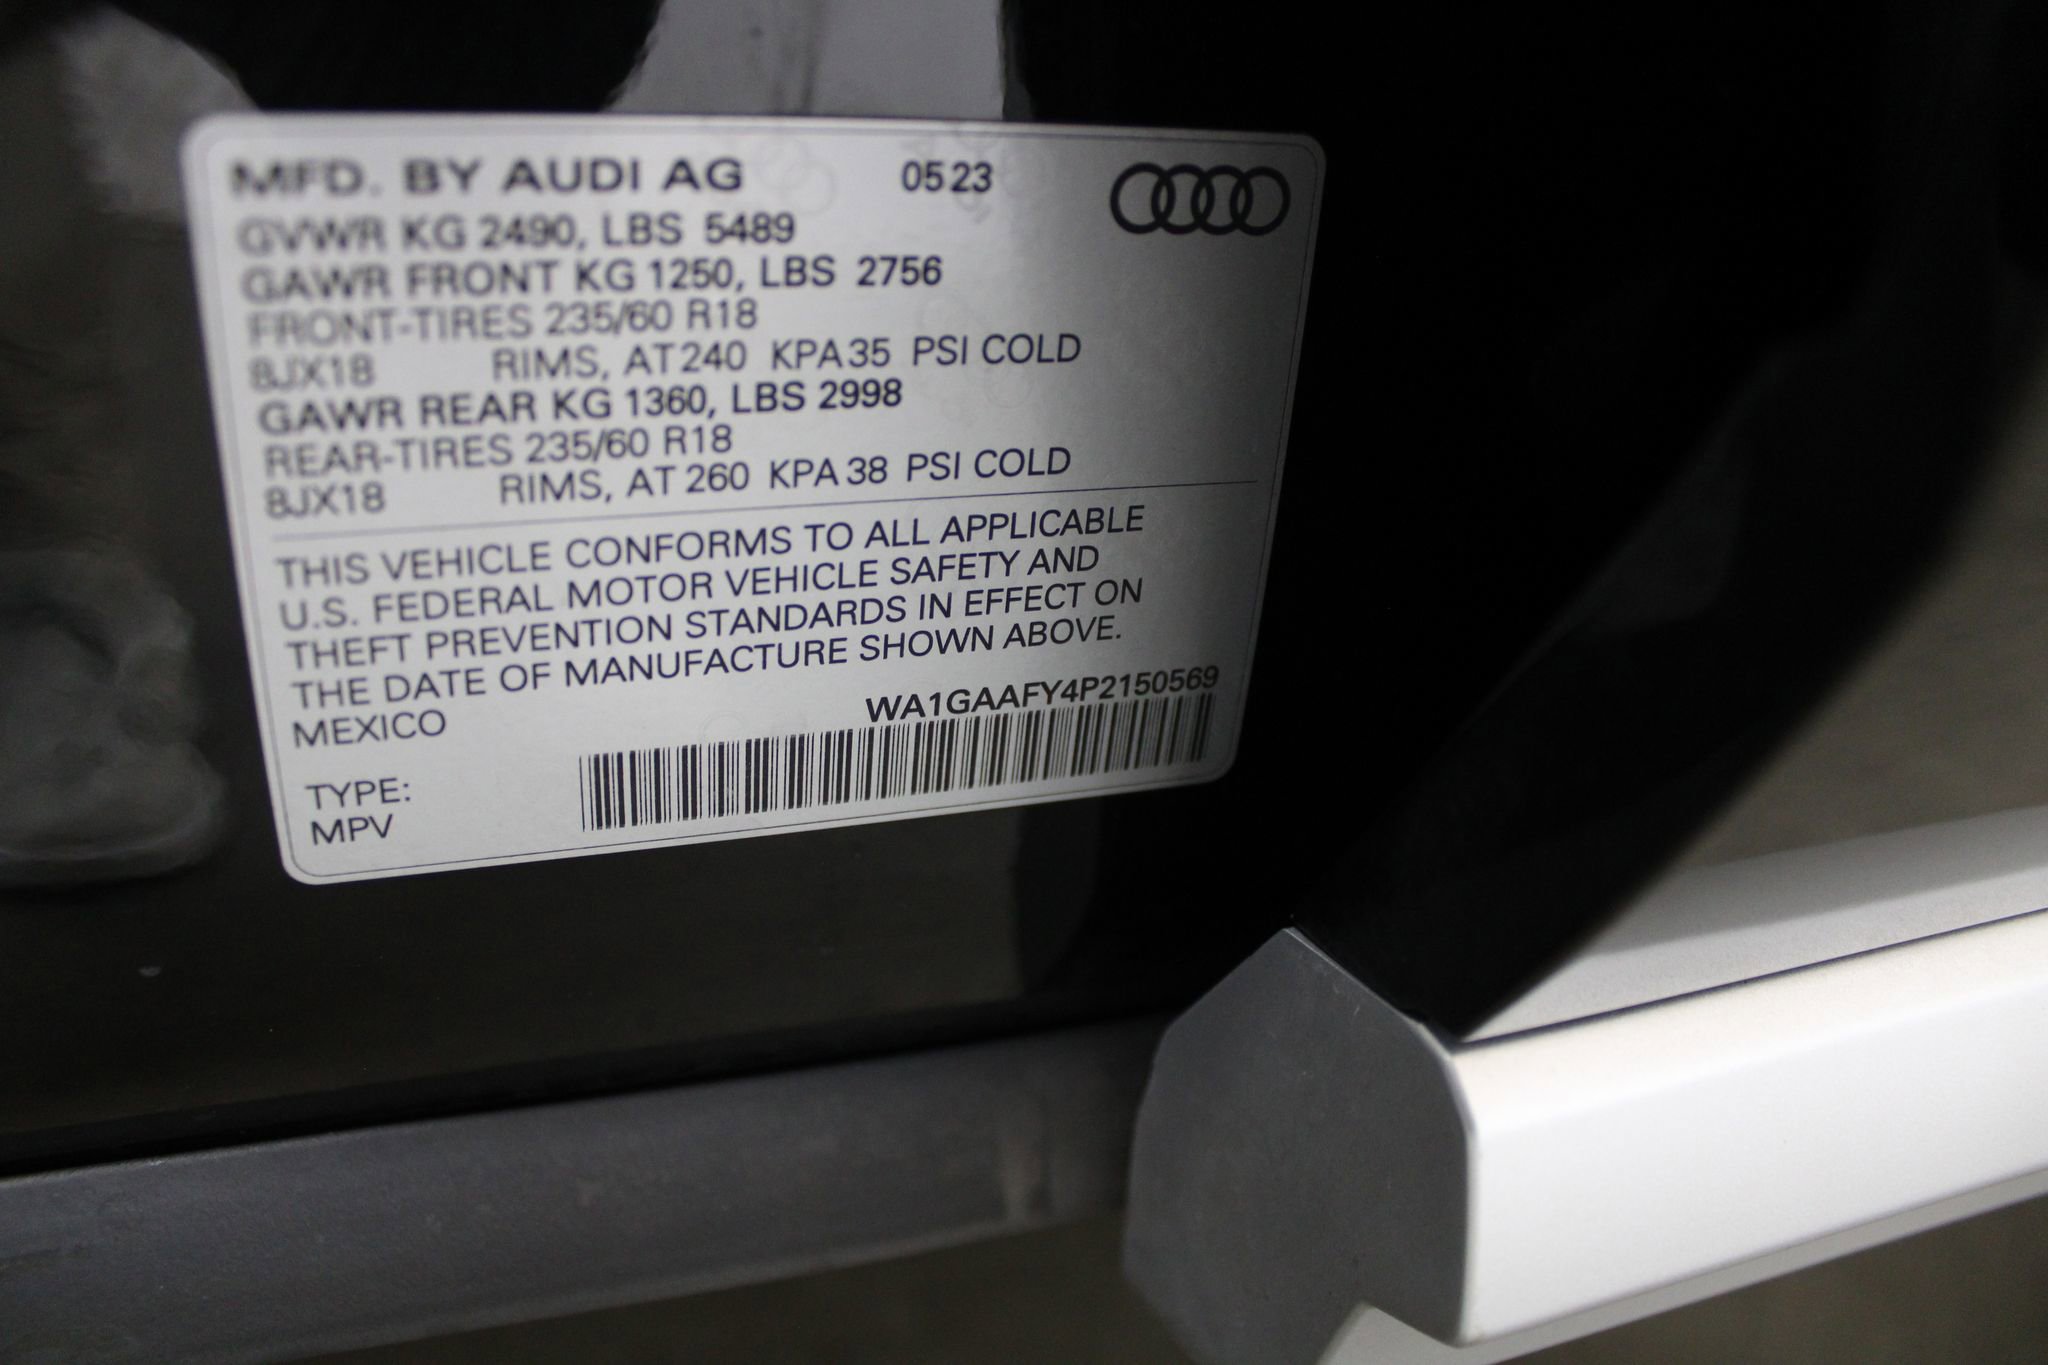 MFD. BY AUDI AG 0523
GVWR KG 2490, LBS 5489
GAWR FRONT KG 1250, LBS 2756
FRONT-TIRES 235/60 R18
8JX18 RIMS, AT 240 KPA 35 PSI COLD
GAWR REAR KG 1360, LBS 2998
REAR-TIRES 235/60 R18
8JX18 RIMS, AT 260 KPA 38 PSI COLD
THIS VEHICLE CONFORMS TO ALL APPLICABLE
U.S. FEDERAL MOTOR VEHICLE SAFETY AND
THEFT PREVENTION STANDARDS IN EFFECT ON
THE DATE OF MANUFACTURE SHOWN ABOVE.
MEXICO WA1GAAFY4P2150569
TYPE:
MPV